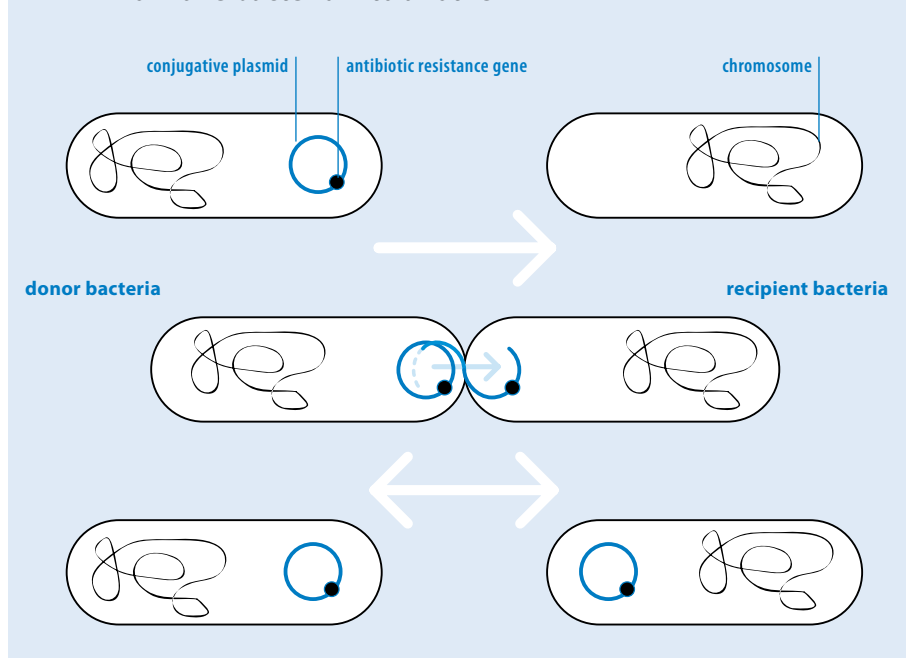 conjugative plasmid
antibiotic resistance gene
chromosome
donor bacteria
recipient bacteria